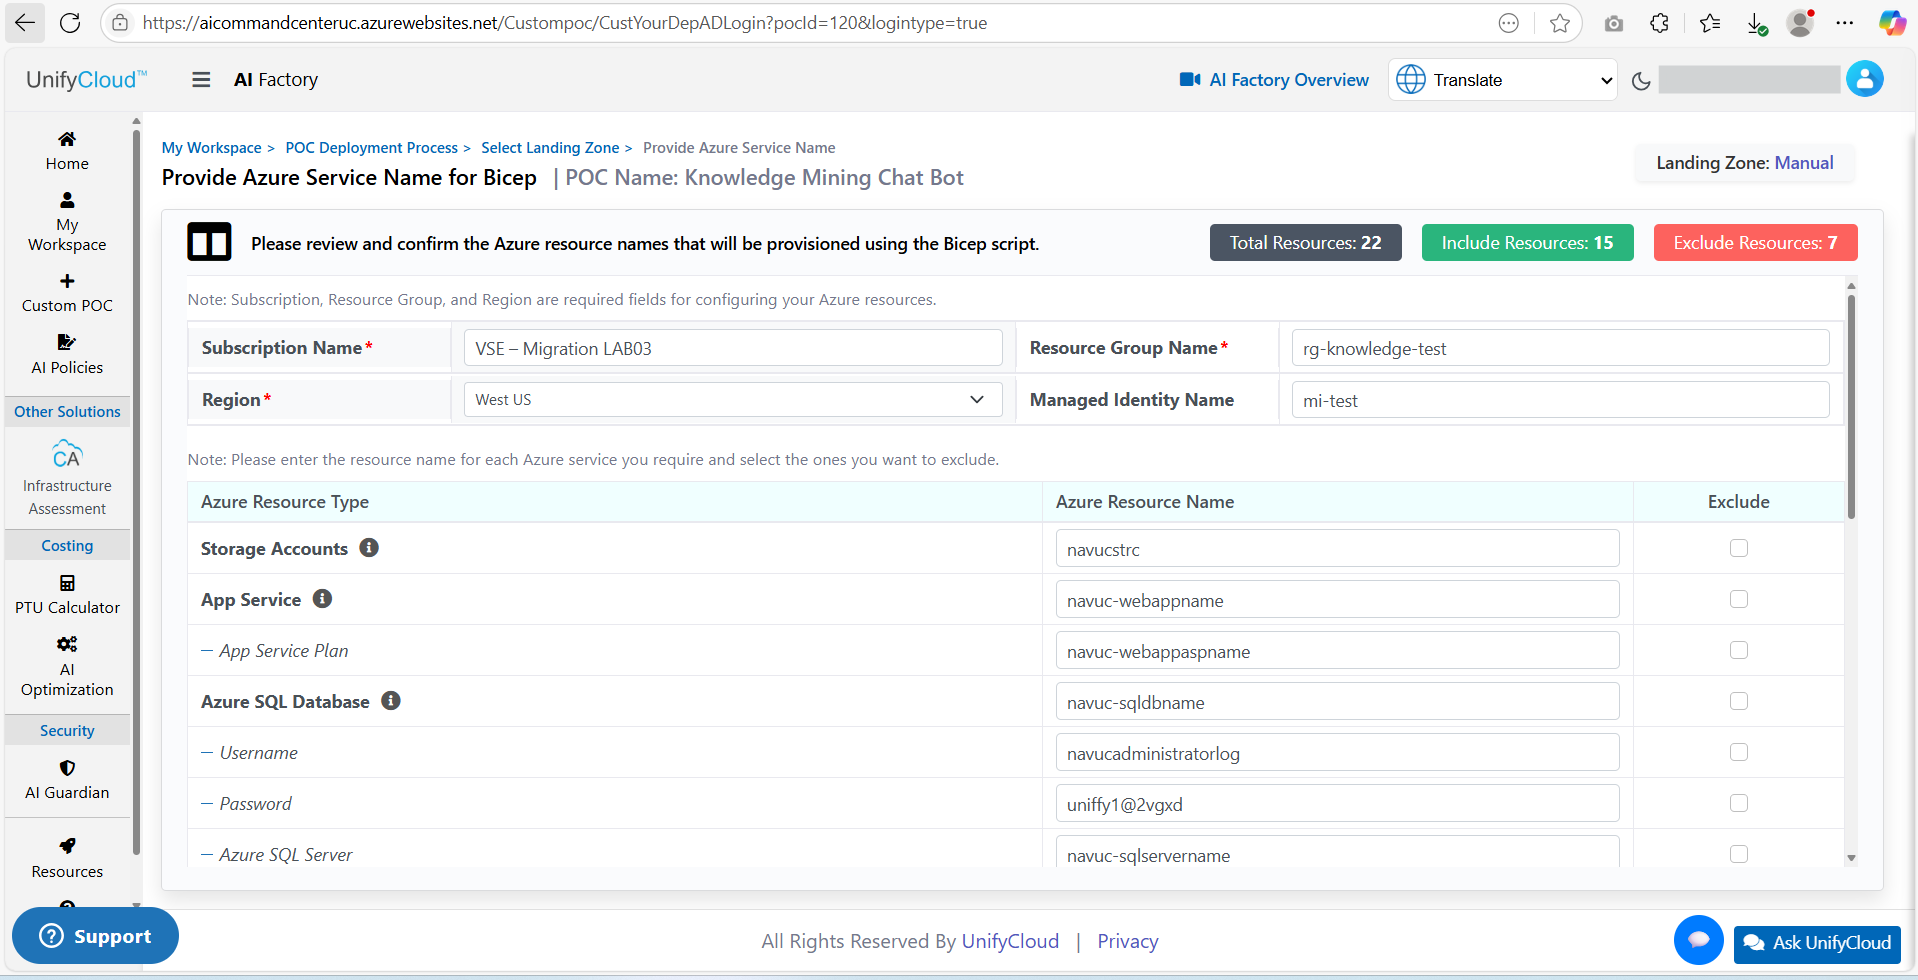 https://aicommandcenteruc.azurewebsites.net/Custompoc/CustYourDepADLogin?pocId=120&logintype=true
UnifyCloud™
AI Factory
AI Factory Overview
Translate
Home
My
Workspace
Custom POC
AI Policies
Other Solutions
CA
Infrastructure
Assessment
Costing
PTU Calculator
AI
Optimization
Security
AI Guardian
Resources
Support
My Workspace > POC Deployment Process > Select Landing Zone > Provide Azure Service Name
Provide Azure Service Name for Bicep | POC Name: Knowledge Mining Chat Bot
Landing Zone: Manual
Please review and confirm the Azure resource names that will be provisioned using the Bicep script.
Total Resources: 22
Include Resources: 15
Exclude Resources: 7
Note: Subscription, Resource Group, and Region are required fields for configuring your Azure resources.
Subscription Name* VSE – Migration LAB03 Resource Group Name* rg-knowledge-test
Region* West US Managed Identity Name mi-test
Note: Please enter the resource name for each Azure service you require and select the ones you want to exclude.
Azure Resource Type Azure Resource Name Exclude
Storage Accounts navucstrc
App Service navuc-webappname
– App Service Plan navuc-webappaspname
Azure SQL Database navuc-sqldbname
– Username navucadministratorlog
– Password uniffy1@2vgxd
– Azure SQL Server navuc-sqlservername
All Rights Reserved By UnifyCloud | Privacy
Ask UnifyCloud